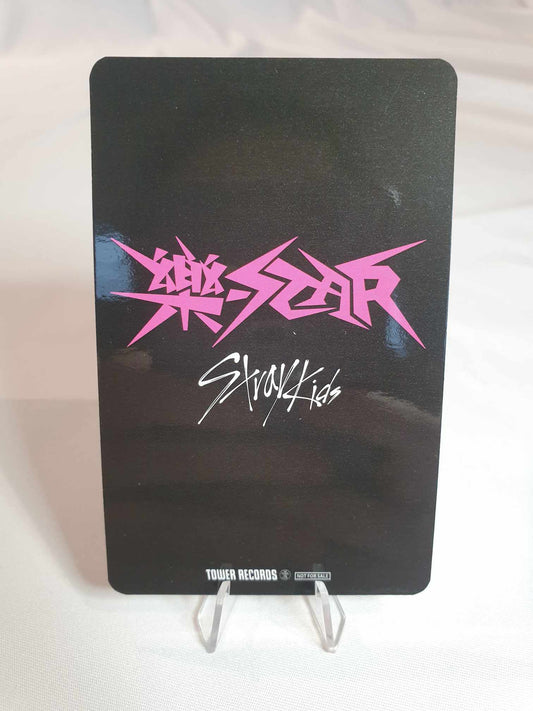 樂-STAR
Stray Kids
TOWER RECORDS NOT FOR SALE